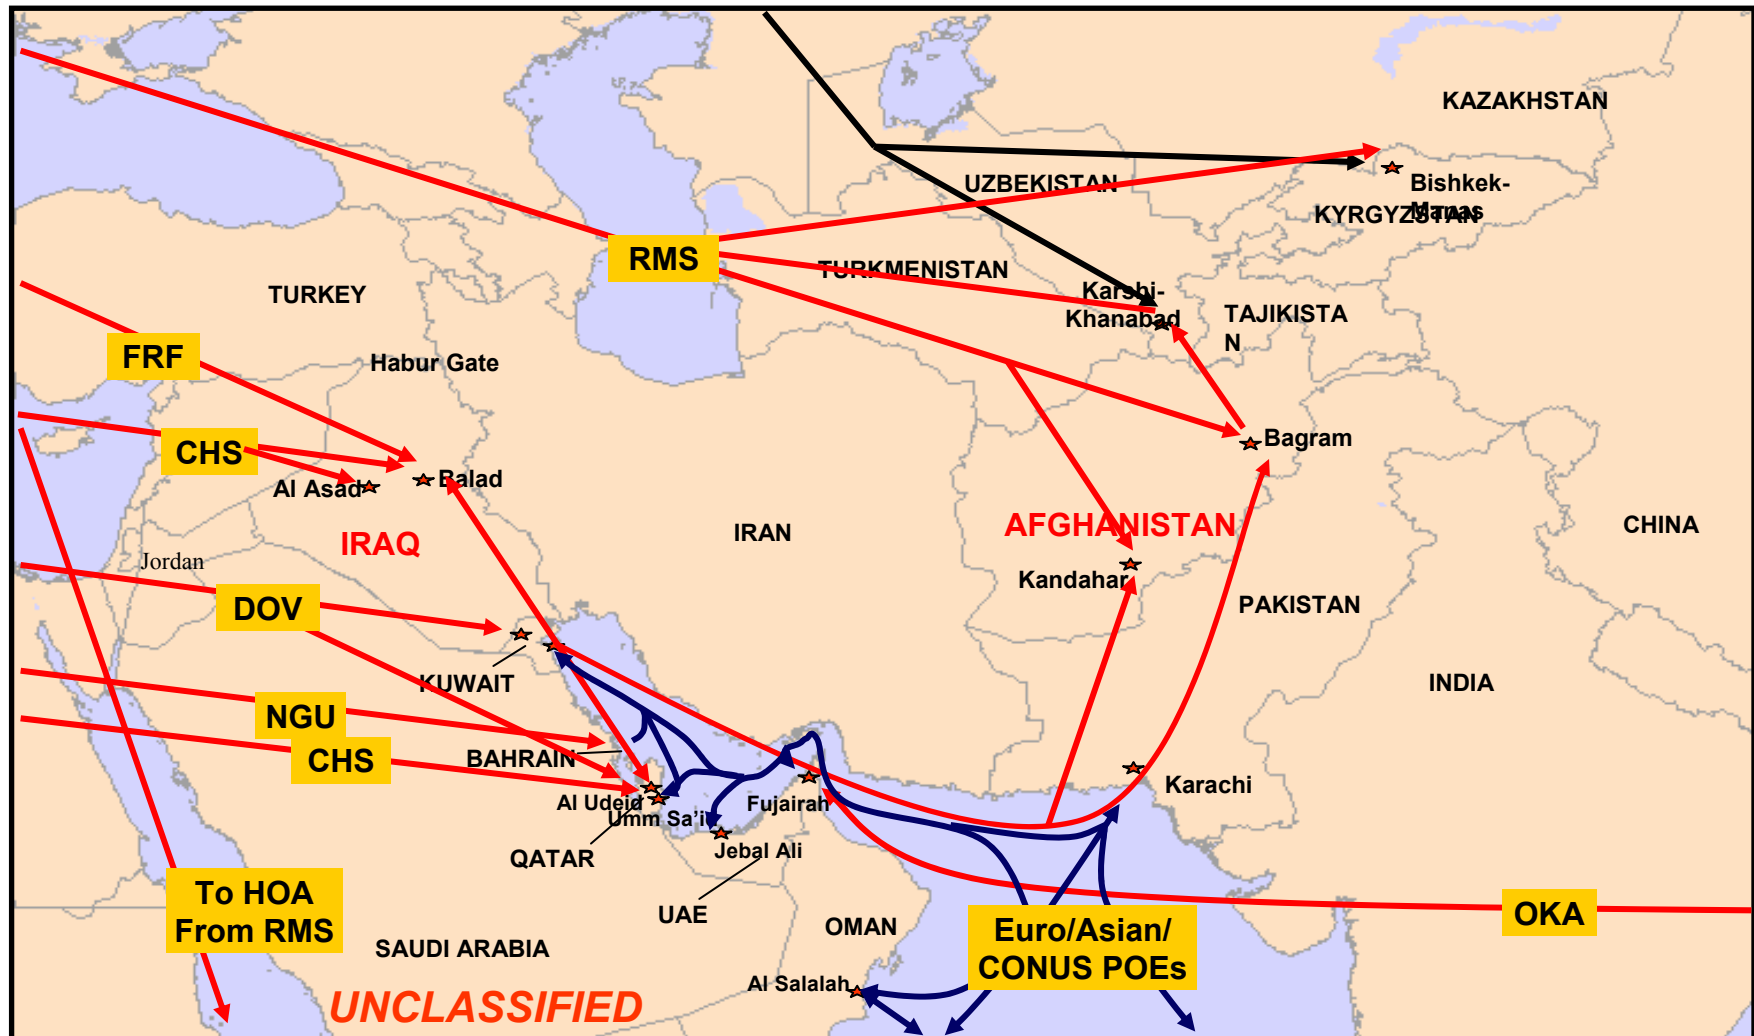 KAZAKHSTAN
UZBEKISTAN
Bishkek-
Manas
KYRGYZSTAN
RMS
TURKMENISTAN
Karshi-
Khanabad
TAJIKISTA
N
TURKEY
FRF
Habur Gate
CHS
Al Asad
Balad
Bagram
IRAQ
IRAN
AFGHANISTAN
CHINA
Jordan
Kandahar
DOV
PAKISTAN
KUWAIT
INDIA
NGU
CHS
BAHRAIN
Karachi
Al Udeid
Umm Sa'id
Fujairah
QATAR
Jebal Ali
UAE
To HOA
From RMS
OMAN
Euro/Asian/
CONUS POEs
OKA
SAUDI ARABIA
Al Salalah
UNCLASSIFIED